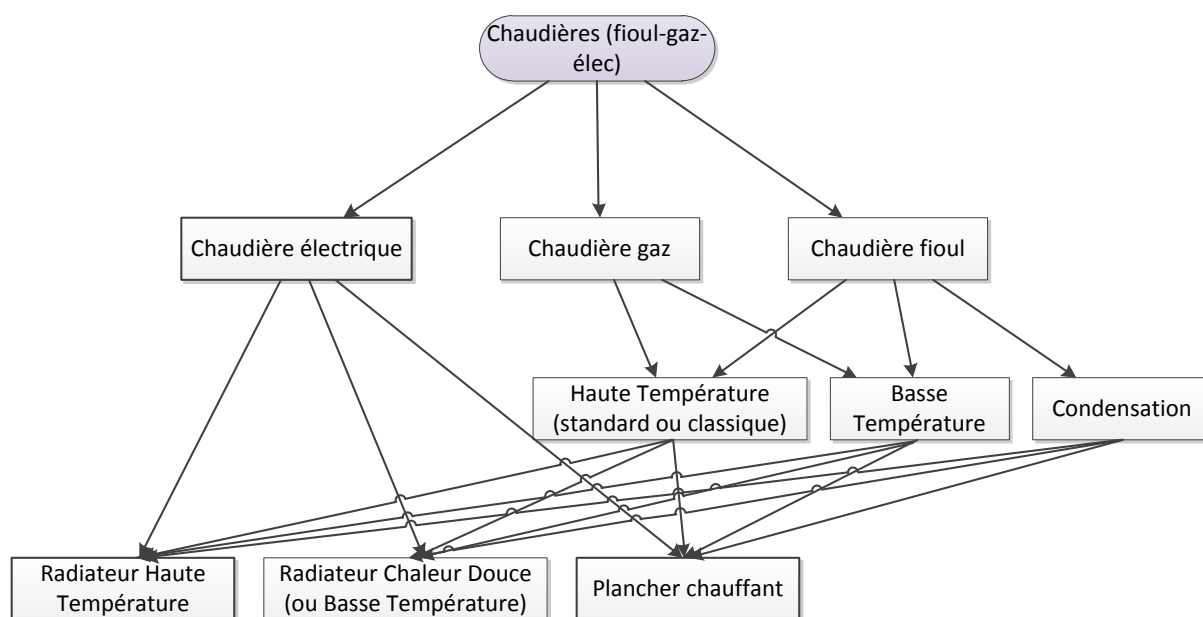 Chaudières (fioul-gaz-
élec)
Chaudière électrique
Chaudière gaz
Chaudière fioul
Haute Température
(standard ou classique)
Basse
Température
Condensation
Radiateur Haute
Température
Radiateur Chaleur Douce
(ou Basse Température)
Plancher chauffant